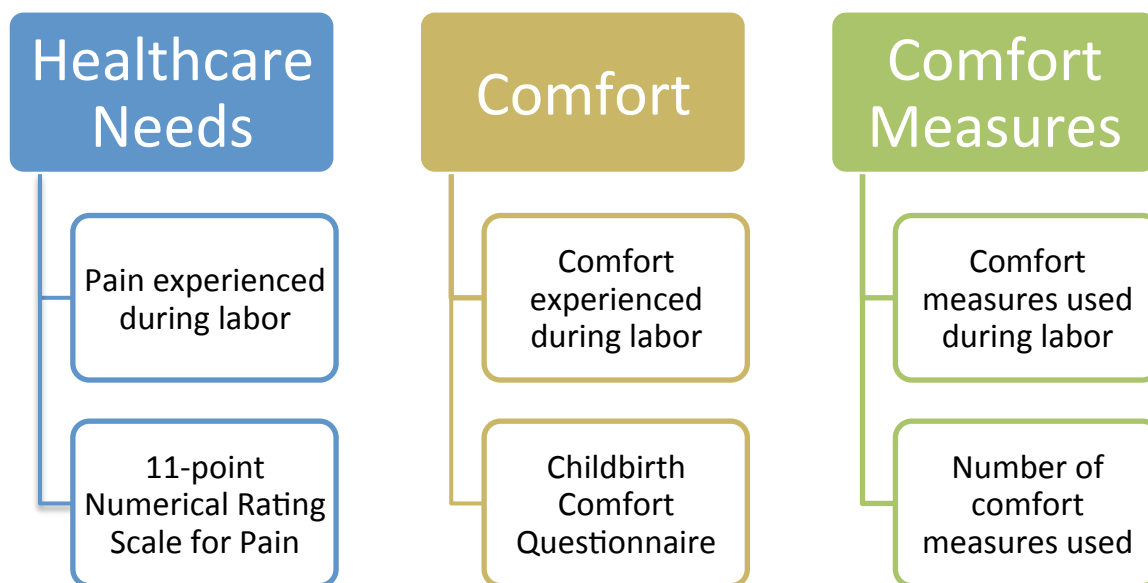 Healthcare
Needs
Pain experienced
during labor
11-point
Numerical Rating
Scale for Pain
Comfort
Comfort
experienced
during labor
Childbirth
Comfort
Questionnaire
Comfort
Measures
Comfort
measures used
during labor
Number of
comfort
measures used